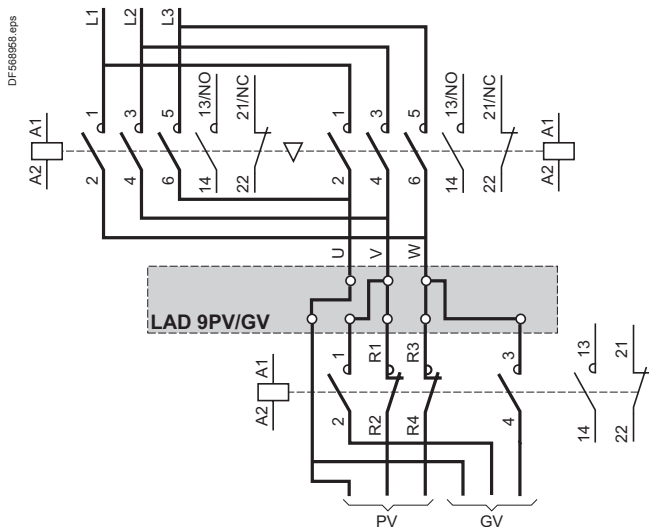 DF568958.eps
L1 L2 L3
A1 1 3 5 13/NO 21/NC 1 3 5 13/NO 21/NC A1
A2 2 4 6 14 22 2 4 6 14 22 A2
U V W
LAD 9PV/GV
A1 1 R1 R3 3 13 21
A2 2 R2 R4 4 14 22
PV GV